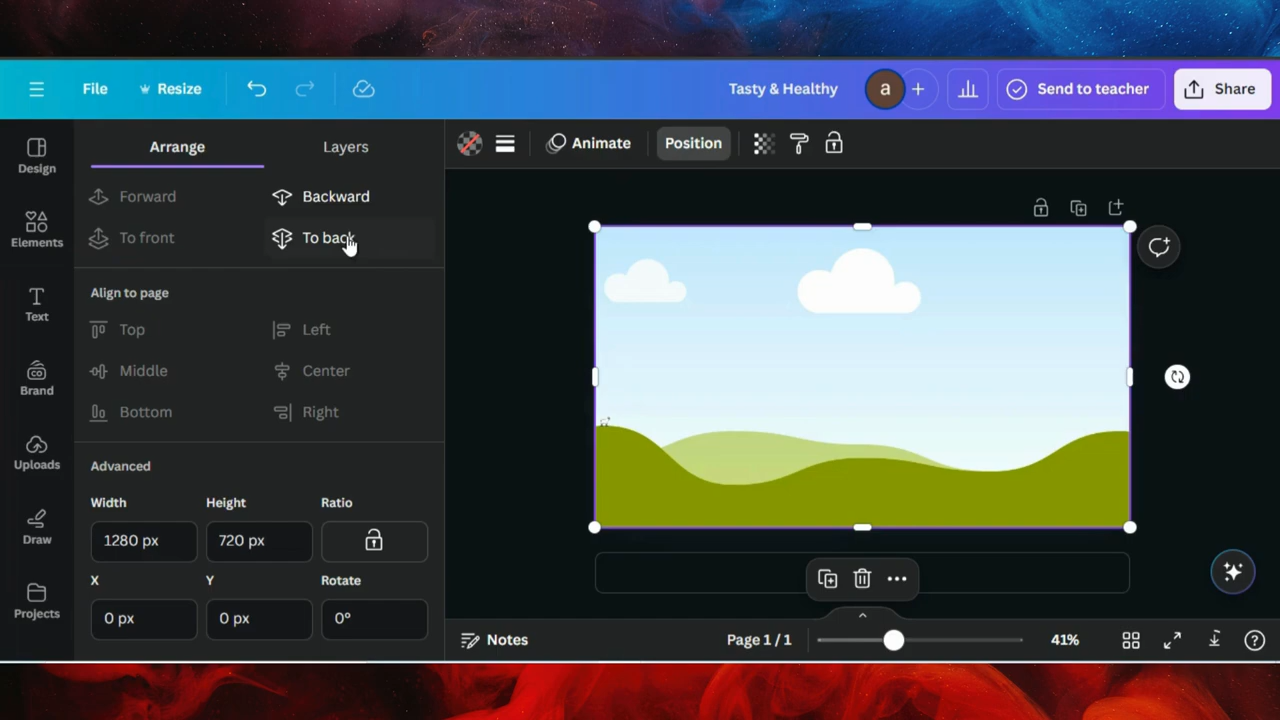 File
Resize
Tasty & Healthy
a
Send to teacher
Share
Design
Elements
Text
Brand
Uploads
Draw
Projects
Arrange
Layers
Forward
Backward
To front
To back
Align to page
Top
Left
Middle
Center
Bottom
Right
Advanced
Width
Height
Ratio
1280 px
720 px
X
Y
Rotate
0 px
0 px
0°
Animate
Position
Notes
Page 1 / 1
41%